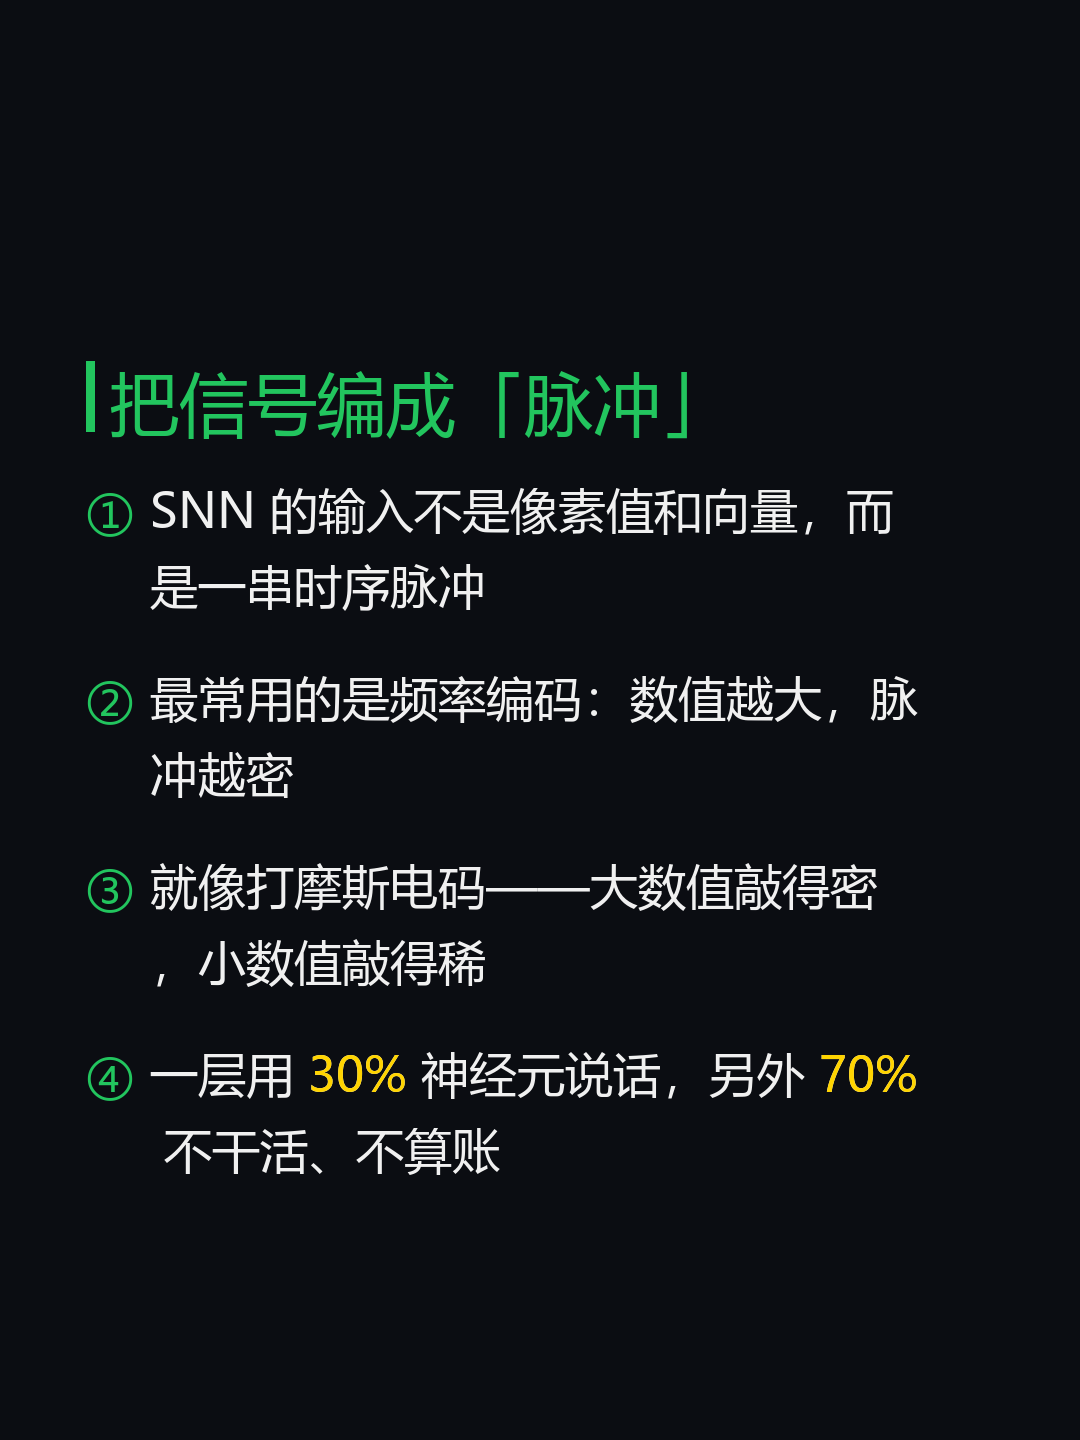 把信号编成「脉冲」
① SNN 的输入不是像素值和向量，而
是一串时序脉冲
② 最常用的是频率编码：数值越大，脉
冲越密
③ 就像打摩斯电码——大数值敲得密
，小数值敲得稀
④ 一层用 30% 神经元说话，另外 70%
不干活、不算账